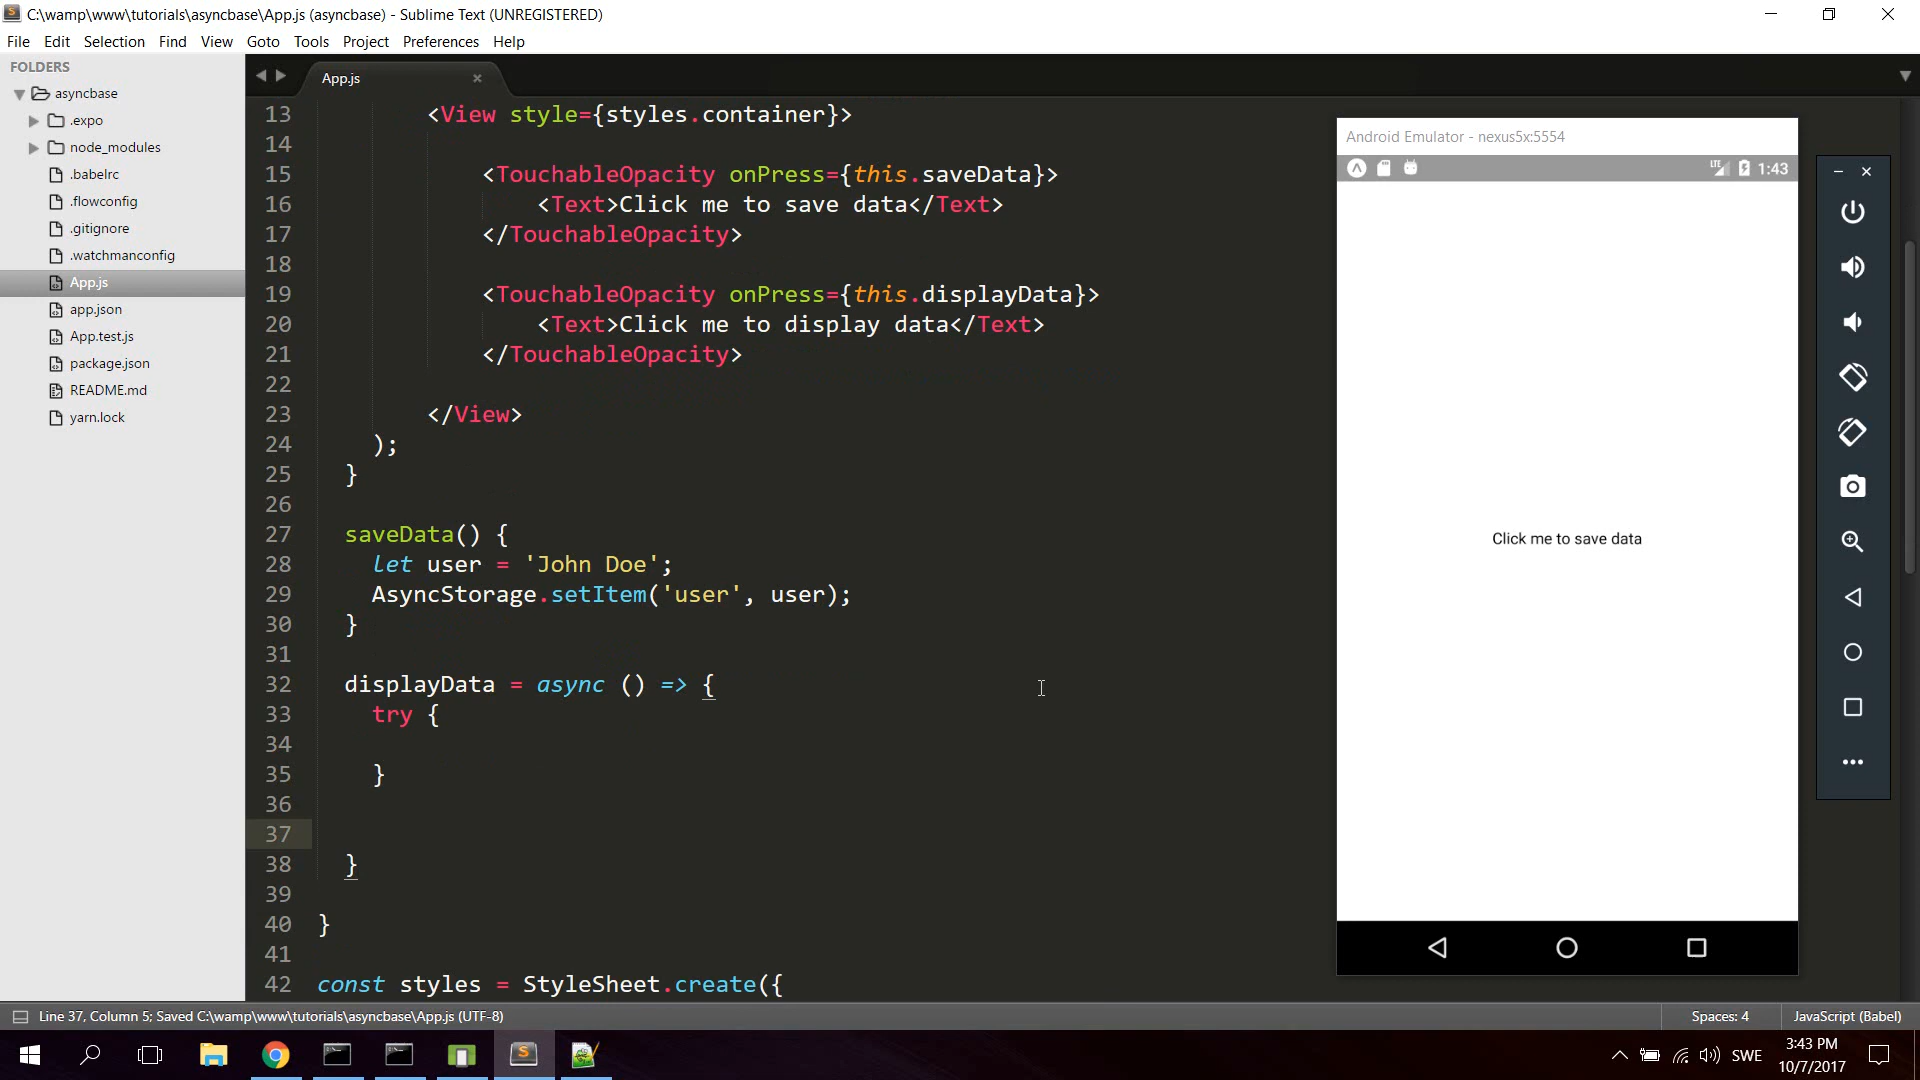 C:\wamp\www\tutorials\asyncbase\App.js (asyncbase) - Sublime Text (UNREGISTERED)
File Edit Selection Find View Goto Tools Project Preferences Help
FOLDERS
asyncbase
.expo
node_modules
.babelrc
.flowconfig
.gitignore
.watchmanconfig
App.js
app.json
App.test.js
package.json
README.md
yarn.lock
App.js
13 <View style={styles.container}>
14
15 <TouchableOpacity onPress={this.saveData}>
16 <Text>Click me to save data</Text>
17 </TouchableOpacity>
18
19 <TouchableOpacity onPress={this.displayData}>
20 <Text>Click me to display data</Text>
21 </TouchableOpacity>
22
23 </View>
24 );
25 }
26
27 saveData() {
28 let user = 'John Doe';
29 AsyncStorage.setItem('user', user);
30 }
31
32 displayData = async () => {
33 try {
34
35 }
36
37
38 }
39
40 }
41
42 const styles = StyleSheet.create({
Android Emulator - nexus5x:5554
LTE 1:43
Click me to save data
Line 37, Column 5; Saved C:\wamp\www\tutorials\asyncbase\App.js (UTF-8)
Spaces: 4
JavaScript (Babel)
SWE
3:43 PM
10/7/2017